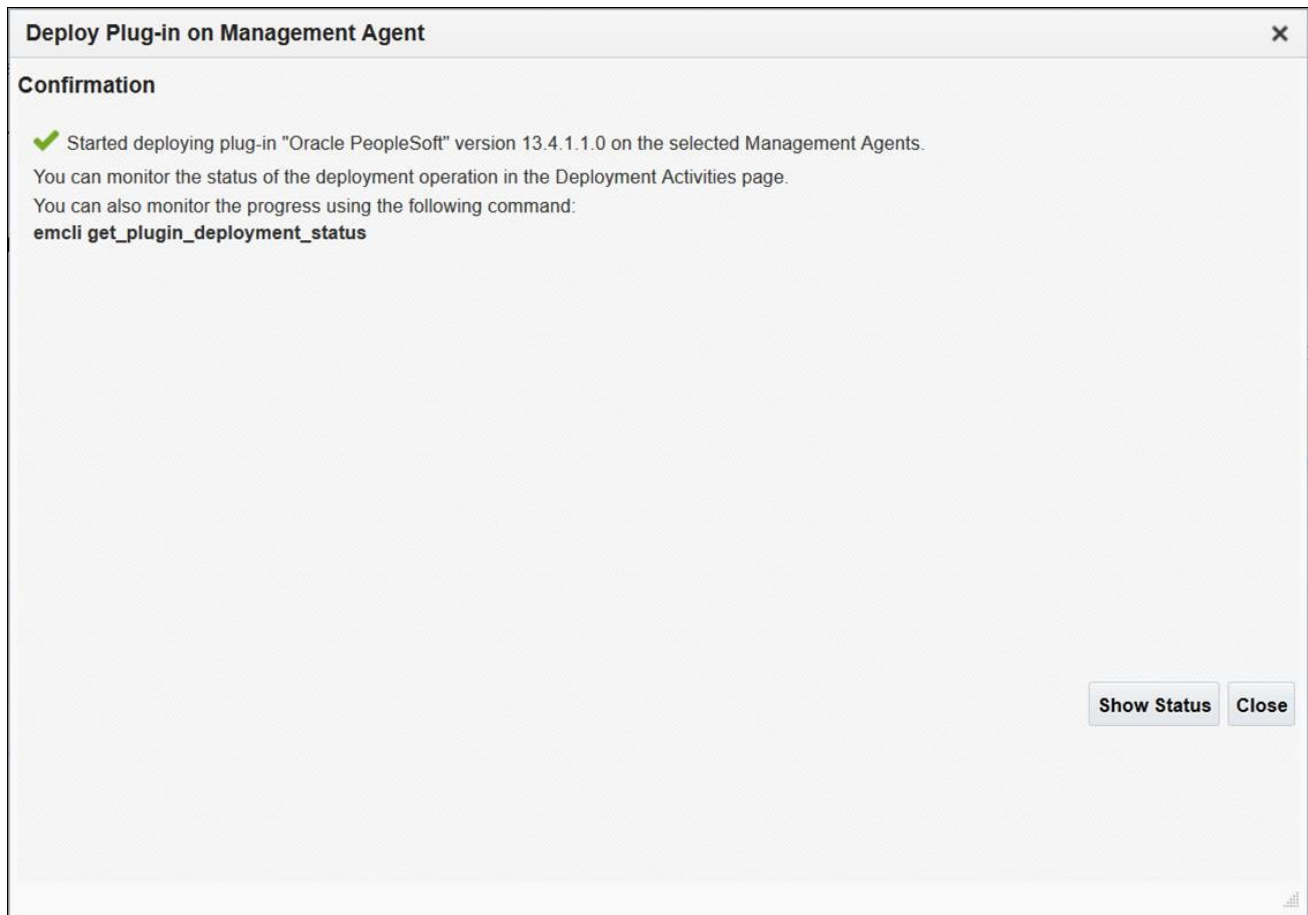 Deploy Plug-in on Management Agent
Confirmation
Started deploying plug-in "Oracle PeopleSoft" version 13.4.1.1.0 on the selected Management Agents.
You can monitor the status of the deployment operation in the Deployment Activities page.
You can also monitor the progress using the following command:
emcli get_plugin_deployment_status
Show Status Close